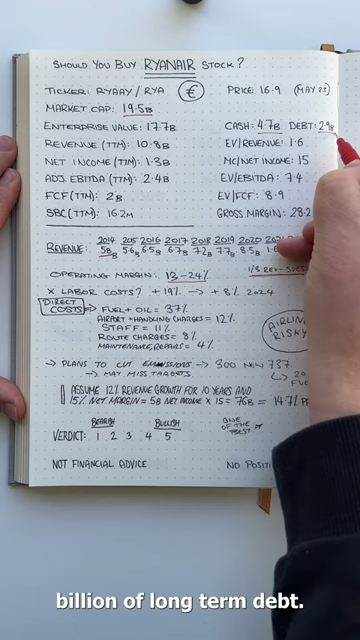 SHOULD YOU BUY RYANAIR STOCK?
TICKER: RYAAY / RYA € PRICE: 16.9 (MAY 23)
MARKET CAP: 19.5B
ENTERPRISE VALUE: 17.7B CASH: 4.7B DEBT: 2.9B
REVENUE (TTM): 10.8B EV/REVENUE: 1.6
NET INCOME (TTM): 1.3B MC/NET INCOME: 15
ADJ. EBITDA (TTM): 2.4B EV/EBITDA: 7.4
FCF (TTM): 2B EV/FCF: 8.9
SBC (TTM): 16.2M GROSS MARGIN: 28.2
REVENUE: 2014 2015 2016 2017 2018 2019 2020
5B 5.6B 6.5B 6.7B 7.2B 7.7B 8.5B 1.6
OPERATING MARGIN: 13-24% 1/3 REV
X LABOR COSTS? +19% → +8% 2024
DIRECT COSTS → FUEL + OIL = 37%
AIRPORT + HANDLING CHARGES = 12%
STAFF = 11%
ROUTE CHARGES = 8%
MAINTENANCE, REPAIRS = 4%
AIRLINE
RISKY
→ PLANS TO CUT EMISSIONS → 300 NEW 737
→ MAY MISS TARGETS → 20
FUE
ASSUME 12% REVENUE GROWTH FOR 10 YEARS AND
15% NET MARGIN = 5B NET INCOME X 15 = 76B = 14.7%
VERDICT: BEARISH BULLISH
1 2 3 4 5
ONE OF THE BEST
NOT FINANCIAL ADVICE NO POSITI
billion of long term debt.